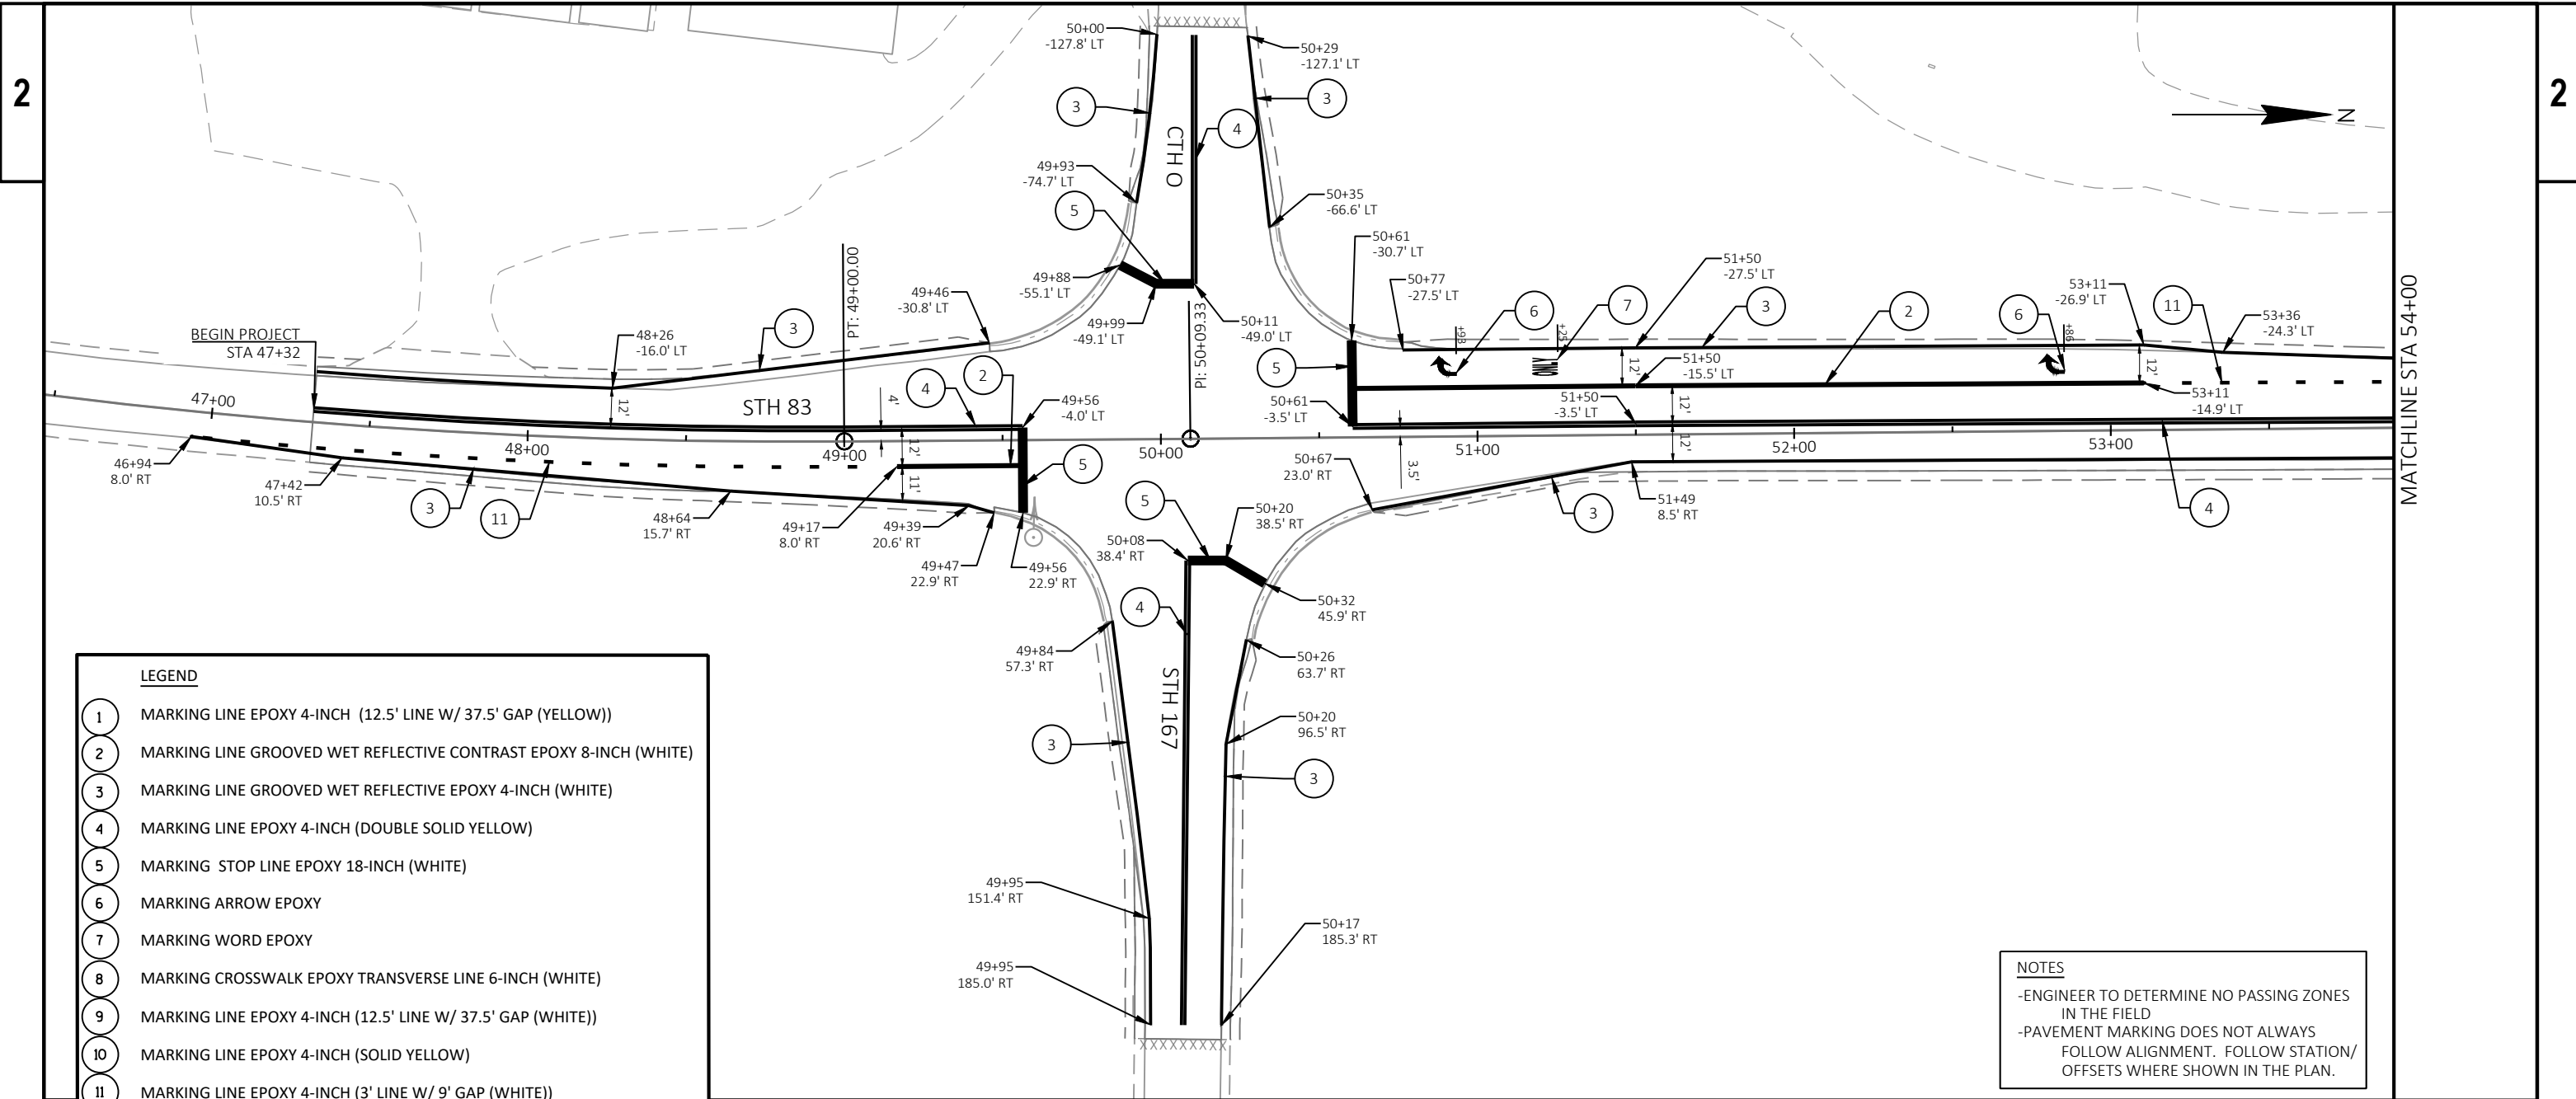 2
2
50+00
-127.8' LT
50+29
-127.1' LT
3
3
4
CTH O
N
49+93
-74.7' LT
5
50+35
-66.6' LT
50+61
-30.7' LT
49+88
-55.1' LT
49+99
-49.1' LT
50+11
-49.0' LT
PI: 50+09.33
PT: 49+00.00
49+46
-30.8' LT
50+77
-27.5' LT
51+50
-27.5' LT
53+11
-26.9' LT
53+36
-24.3' LT
3
6
7
3
2
6
11
+93
+25
+86
BEGIN PROJECT
STA 47+32
48+26
-16.0' LT
3
2
4
5
12'
STH 83
4'
49+56
-4.0' LT
50+61
-3.5' LT
12'
51+50
-15.5' LT
51+50
-3.5' LT
12'
12'
12'
53+11
-14.9' LT
MATCHLINE STA 54+00
47+00
48+00
49+00
50+00
51+00
52+00
53+00
46+94
8.0' RT
47+42
10.5' RT
3
11
48+64
15.7' RT
12'
11'
49+17
8.0' RT
49+39
20.6' RT
49+47
22.9' RT
49+56
22.9' RT
5
50+67
23.0' RT
3.5'
5
50+20
38.5' RT
50+08
38.4' RT
3
51+49
8.5' RT
4
50+32
45.9' RT
4
49+84
57.3' RT
50+26
63.7' RT
STH 167
50+20
96.5' RT
3
3
49+95
151.4' RT
50+17
185.3' RT
49+95
185.0' RT
LEGEND
1 MARKING LINE EPOXY 4-INCH (12.5' LINE W/ 37.5' GAP (YELLOW))
2 MARKING LINE GROOVED WET REFLECTIVE CONTRAST EPOXY 8-INCH (WHITE)
3 MARKING LINE GROOVED WET REFLECTIVE EPOXY 4-INCH (WHITE)
4 MARKING LINE EPOXY 4-INCH (DOUBLE SOLID YELLOW)
5 MARKING STOP LINE EPOXY 18-INCH (WHITE)
6 MARKING ARROW EPOXY
7 MARKING WORD EPOXY
8 MARKING CROSSWALK EPOXY TRANSVERSE LINE 6-INCH (WHITE)
9 MARKING LINE EPOXY 4-INCH (12.5' LINE W/ 37.5' GAP (WHITE))
10 MARKING LINE EPOXY 4-INCH (SOLID YELLOW)
11 MARKING LINE EPOXY 4-INCH (3' LINE W/ 9' GAP (WHITE))
NOTES
-ENGINEER TO DETERMINE NO PASSING ZONES
IN THE FIELD
-PAVEMENT MARKING DOES NOT ALWAYS
FOLLOW ALIGNMENT. FOLLOW STATION/
OFFSETS WHERE SHOWN IN THE PLAN.